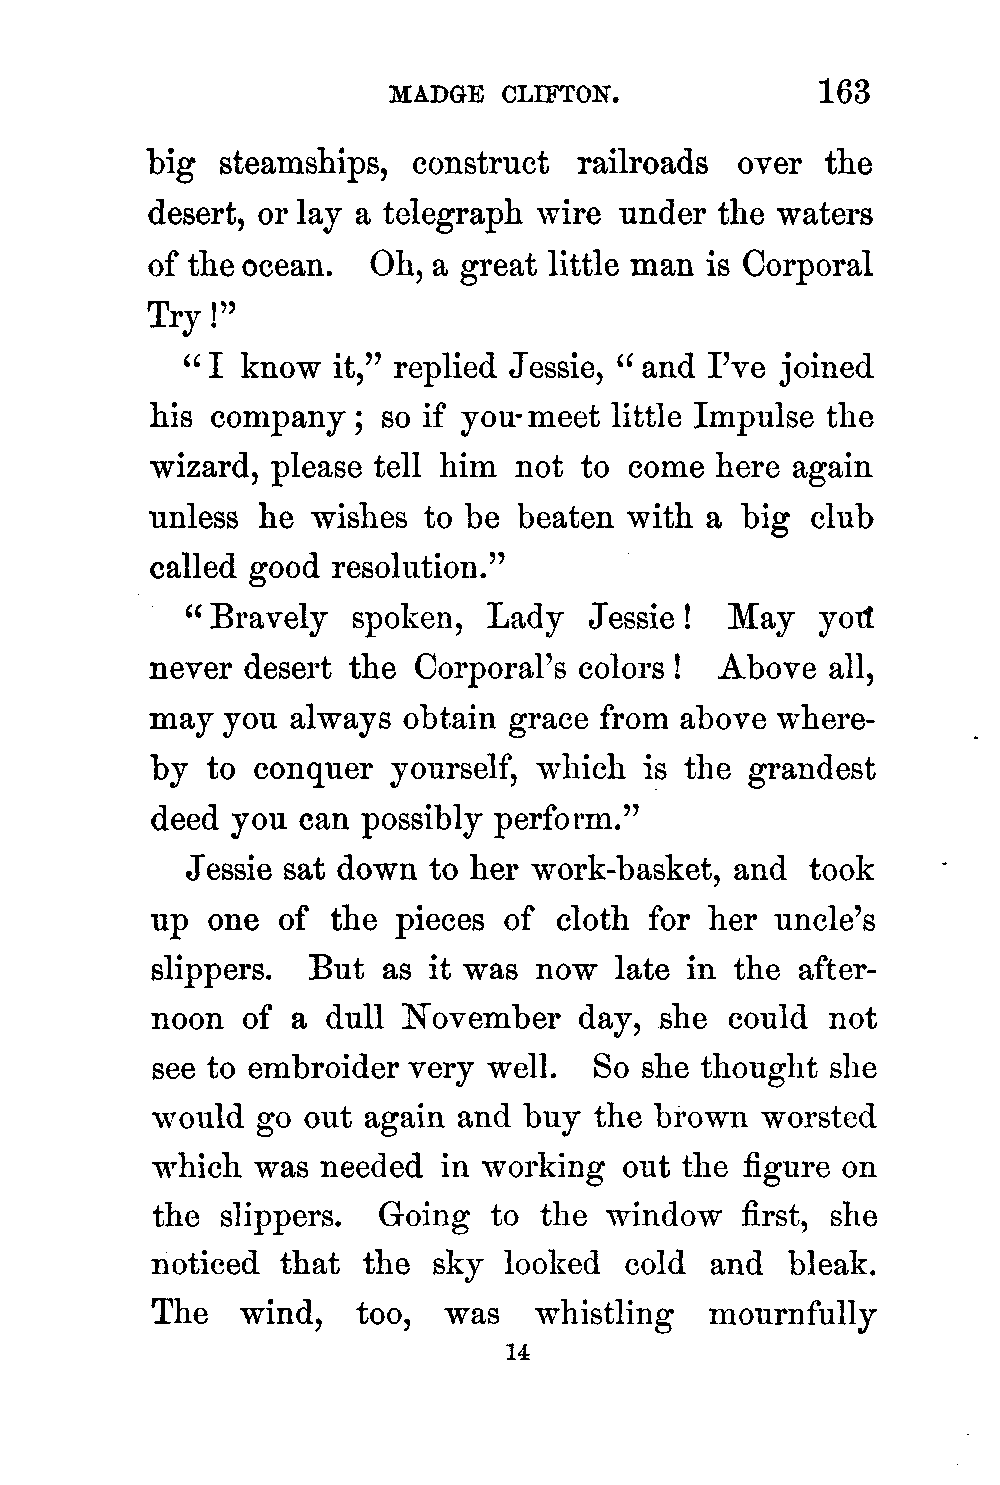 MADGE CLIFTON. 163
big steamships, construct railroads over the
desert, or lay a telegraph wire under the waters
of the ocean. Oh, a great little man is Corporal
Try!”
“I know it,” replied Jessie, “and I’ve joined
his company; so if you meet little Impulse the
wizard, please tell him not to come here again
unless he wishes to be beaten with a big club
called good resolution.”
“Bravely spoken, Lady Jessie! May you
never desert the Corporal’s colors! Above all,
may you always obtain grace from above where-
by to conquer yourself, which is the grandest
deed you can possibly perform.”
Jessie sat down to her work-basket, and took
up one of the pieces of cloth for her uncle’s
slippers. But as it was now late in the after-
noon of a dull November day, she could not
see to embroider very well. So she thought she
would go out again and buy the brown worsted
which was needed in working out the figure on
the slippers. Going to the window first, she
noticed that the sky looked cold and bleak.
The wind, too, was whistling mournfully
14